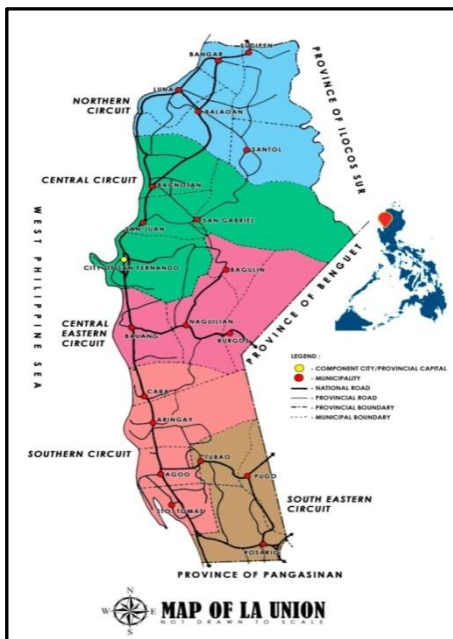 SUDIPEN
BANGAR
PROVINCE OF ILOCOS SUR
LUNA
NORTHERN
CIRCUIT
BALAOAN
SANTOL
CENTRAL CIRCUIT
BACNOTAN
SAN JUAN
SAN GABRIEL
WEST PHILIPPINE SEA
CITY OF SAN FERNANDO
BAGULIN
PROVINCE OF BENGUET
CENTRAL
EASTERN
CIRCUIT
BAUANG
NAGUILIAN
BURGOS
LEGEND :
- COMPONENT CITY/PROVINCIAL CAPITAL
- MUNICIPALITY
- NATIONAL ROAD
- PROVINCIAL ROAD
- PROVINCIAL BOUNDARY
- MUNICIPAL BOUNDARY
CABA
ARINGAY
SOUTHERN CIRCUIT
TUBAO
AGOO
PUGO
SOUTH EASTERN
CIRCUIT
STO TOMAS
ROSARIO
PROVINCE OF PANGASINAN
N
W
E
S
MAP OF LA UNION
NOT DRAWN TO SCALE